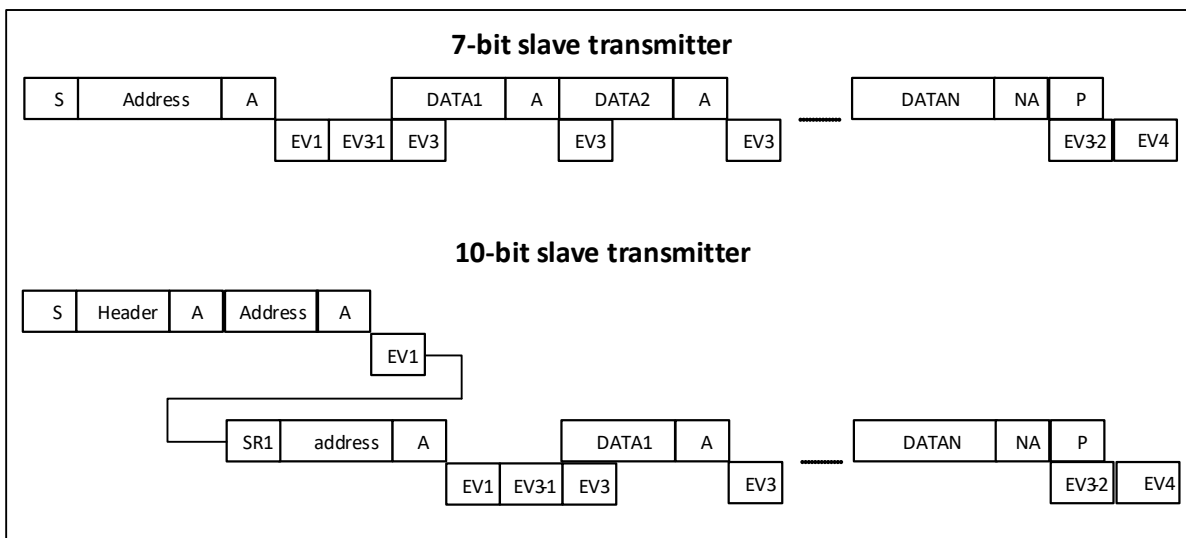 7-bit slave transmitter
S Address A DATA1 A DATA2 A DATAN NA P
EV1 EV3-1 EV3 EV3 EV3 EV3-2 EV4
10-bit slave transmitter
S Header A Address A
EV1
SR1 address A DATA1 A DATAN NA P
EV1 EV3-1 EV3 EV3 EV3-2 EV4